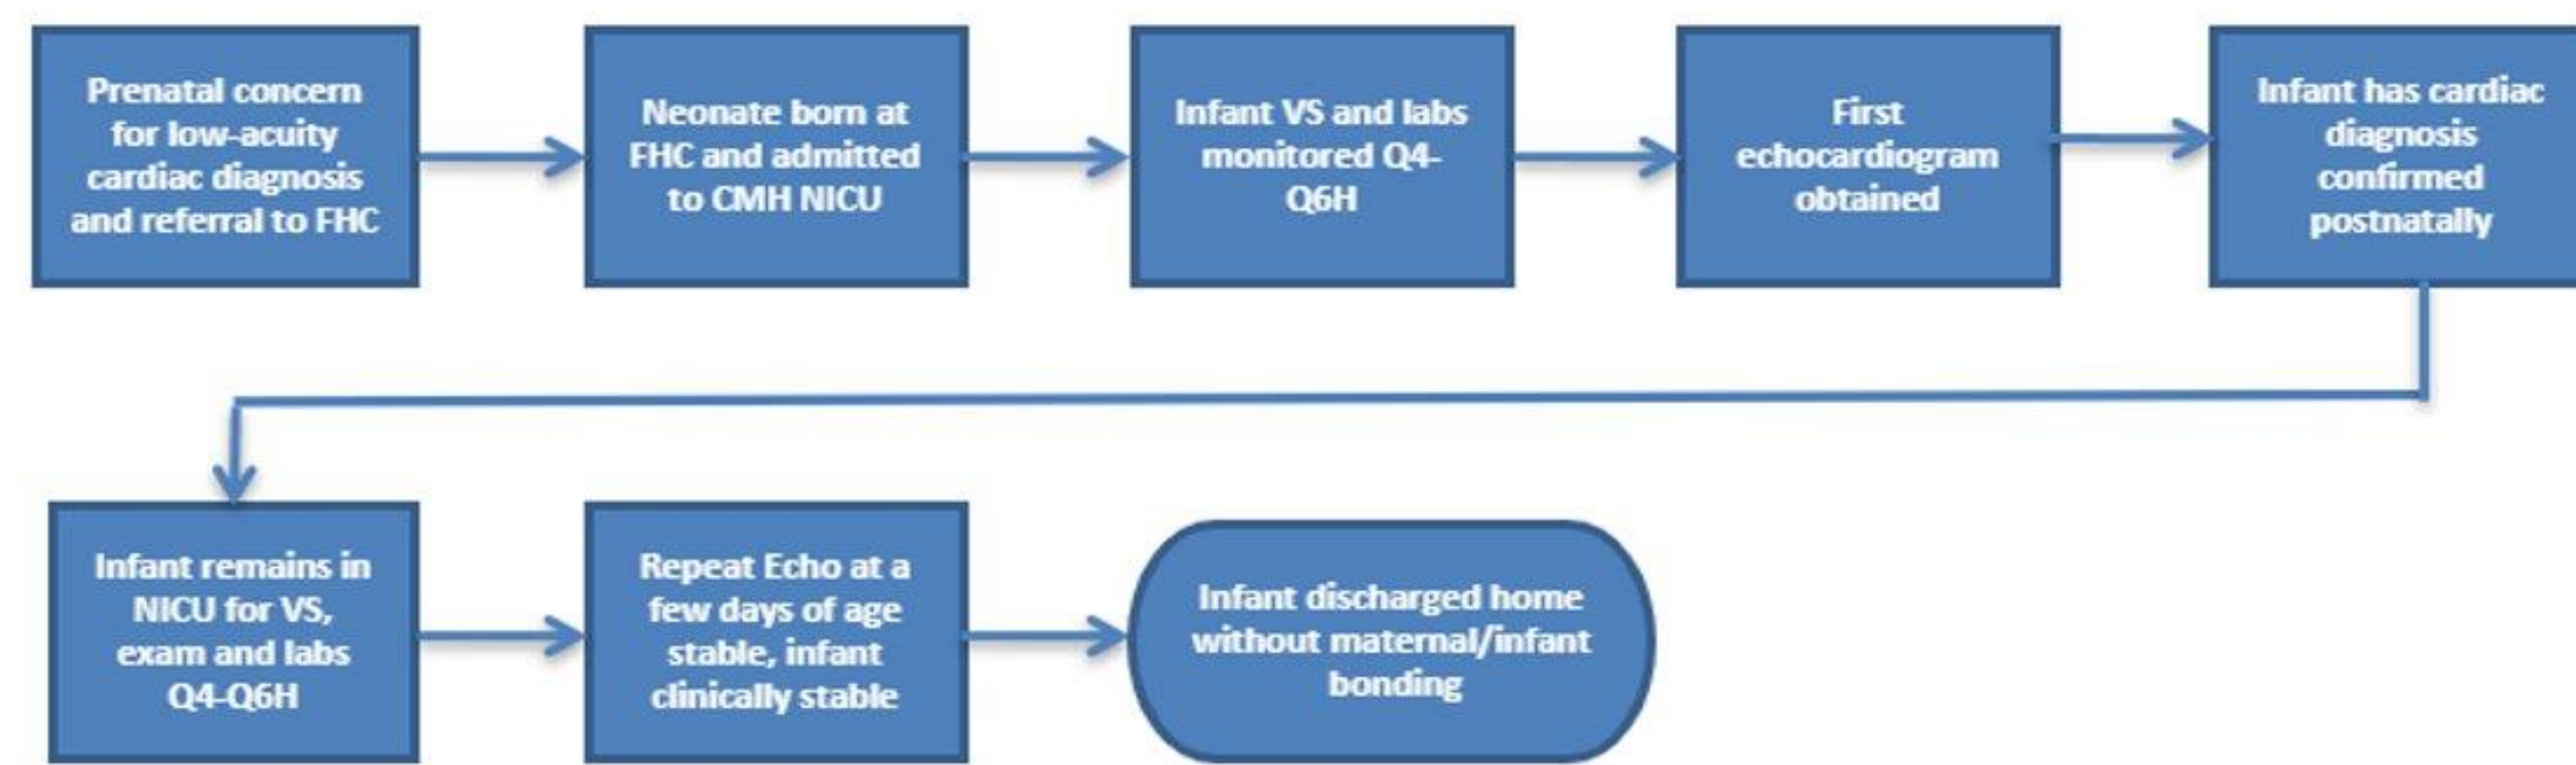 Prenatal concern
for low-acuity
cardiac diagnosis
and referral to FHC
Neonate born at
FHC and admitted
to CMH NICU
Infant VS and labs
monitored Q4-
Q6H
First
echocardiogram
obtained
Infant has cardiac
diagnosis
confirmed
postnatally
Infant remains in
NICU for VS,
exam and labs
Q4-Q6H
Repeat Echo at a
few days of age
stable, infant
clinically stable
Infant discharged home
without maternal/infant
bonding